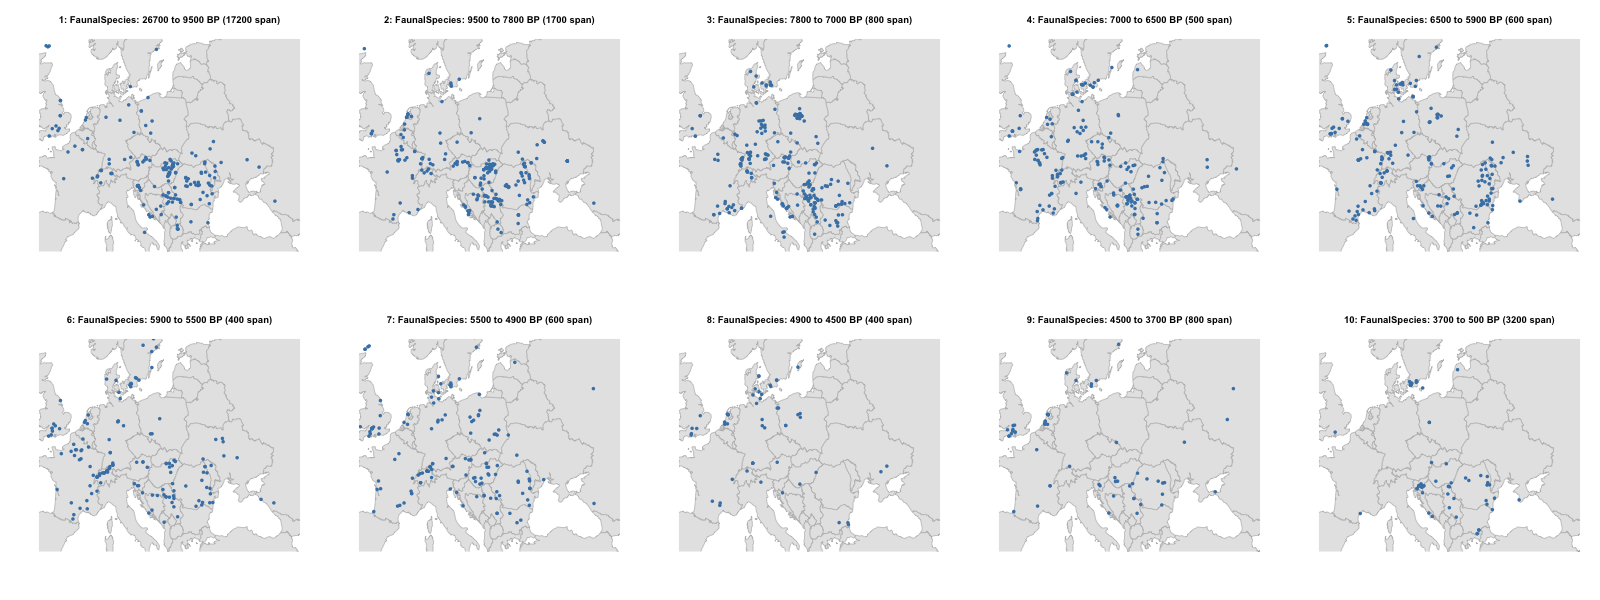 1: FaunalSpecies: 26700 to 9500 BP (17200 span)
2: FaunalSpecies: 9500 to 7800 BP (1700 span)
3: FaunalSpecies: 7800 to 7000 BP (800 span)
4: FaunalSpecies: 7000 to 6500 BP (500 span)
5: FaunalSpecies: 6500 to 5900 BP (600 span)
6: FaunalSpecies: 5900 to 5500 BP (400 span)
7: FaunalSpecies: 5500 to 4900 BP (600 span)
8: FaunalSpecies: 4900 to 4500 BP (400 span)
9: FaunalSpecies: 4500 to 3700 BP (800 span)
10: FaunalSpecies: 3700 to 500 BP (3200 span)